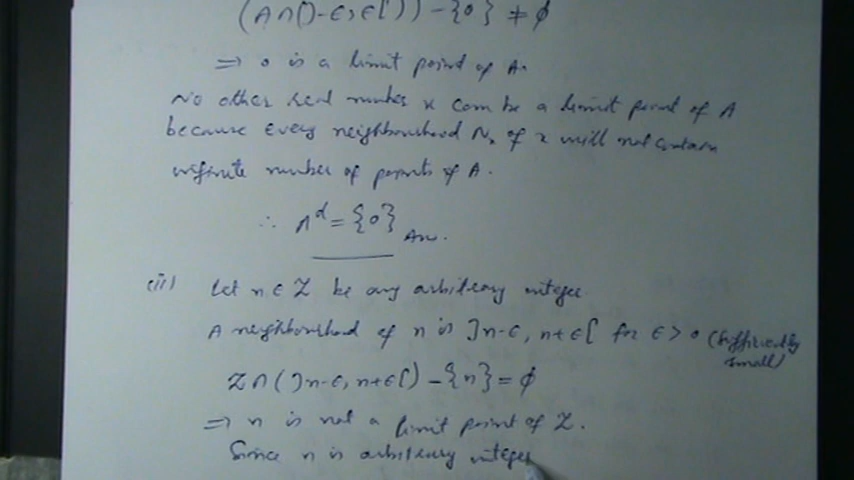 (A∩(]-ϵ, ϵ[)) - {0} ≠ ϕ
⇒ 0 is a limit point of A.
No other real number x can be a limit point of A
because every neighbourhood Nₓ of x will not contain
infinite number of points of A.
∴ A^d = {0} Ans.
(ii) Let n ∈ Z be any arbitrary integer
A neighbourhood of n is ]n-ϵ, n+ϵ[ for ϵ > 0 (Sufficiently
small)
Z∩(]n-ϵ, n+ϵ[) - {n} = ϕ
⇒ n is not a limit point of Z.
Since n is arbitrary integer